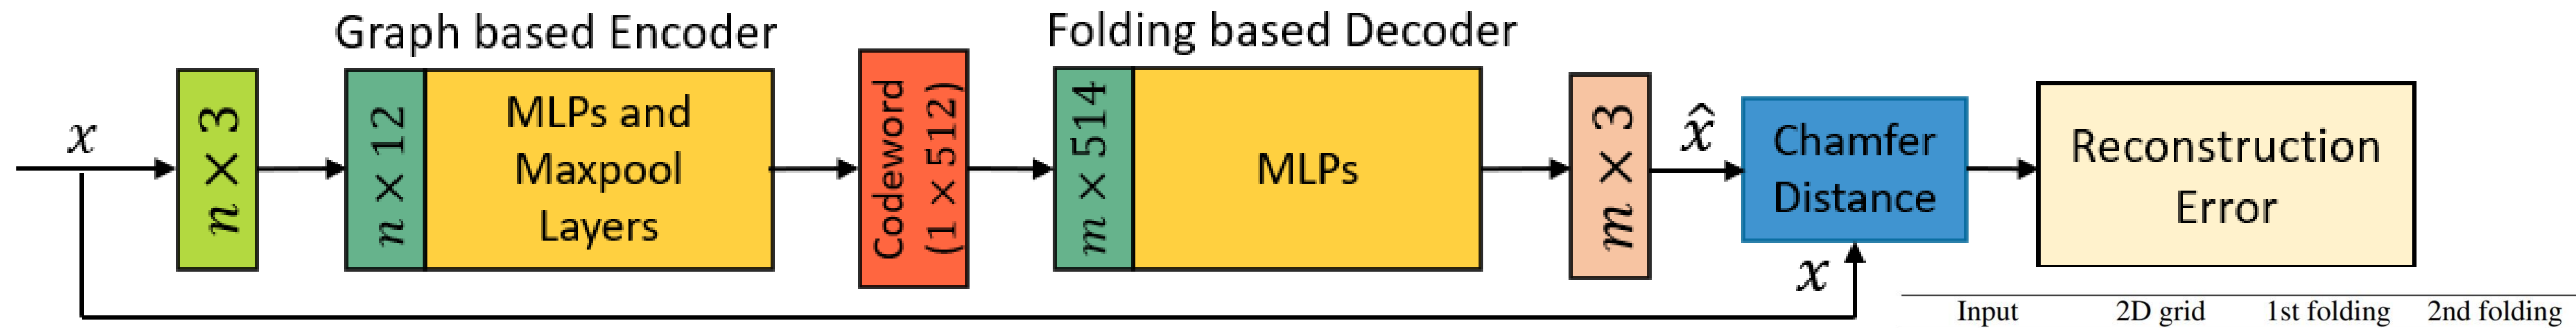 Graph based Encoder
Folding based Decoder
x
n × 3
n × 12
MLPs and
Maxpool
Layers
Codeword
(1 × 512)
m × 514
MLPs
m × 3
x̂
Chamfer
Distance
x
Reconstruction
Error
Input 2D grid 1st folding 2nd folding